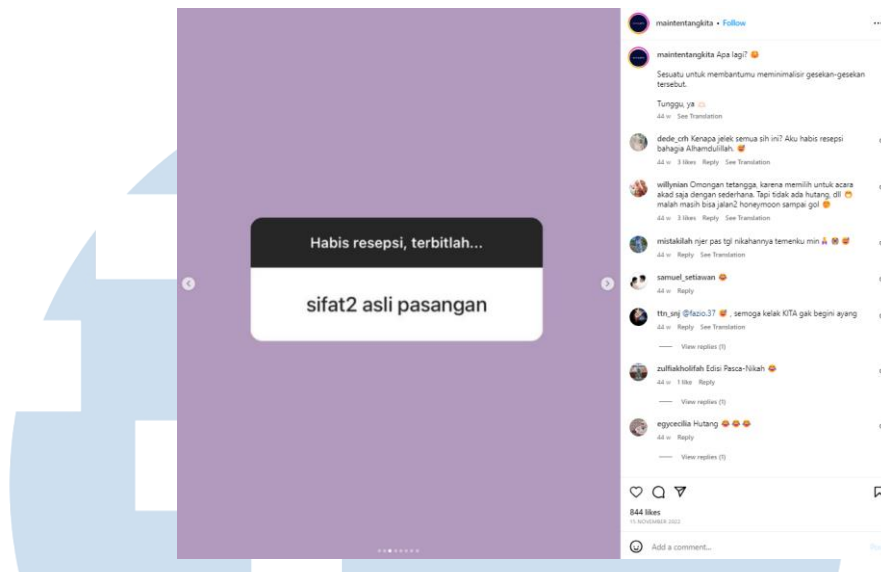 Habis resepsi, terbitlah...
sifat2 asli pasangan
maintentangkita • Follow
maintentangkita Apa lagi?
Sesuatu untuk membantumu meminimalisir gesekan-gesekan
tersebut.
Tunggu, ya
44 w See Translation
dede_crh Kenapa jelek semua sih ini? Aku habis resepsi
bahagia Alhamdulillah.
44 w 3 likes Reply See Translation
willynian Omongan tetangga, karena memilih untuk acara
akad saja dengan sederhana. Tapi tidak ada hutang, dll
malah masih bisa jalan2 honeymoon sampai gol
44 w 3 likes Reply See Translation
mistakilah njer pas tgl nikahannya temenku min
44 w Reply See Translation
samuel_setiawan
44 w Reply
ttn_snj @fazio.37 , semoga kelak KITA gak begini ayang
44 w Reply See Translation
View replies (1)
zulfiakholifah Edisi Pasca-Nikah
44 w 1 like Reply
View replies (1)
egycecilia Hutang
44 w Reply
View replies (1)
844 likes
15 NOVEMBER 2022
Add a comment...